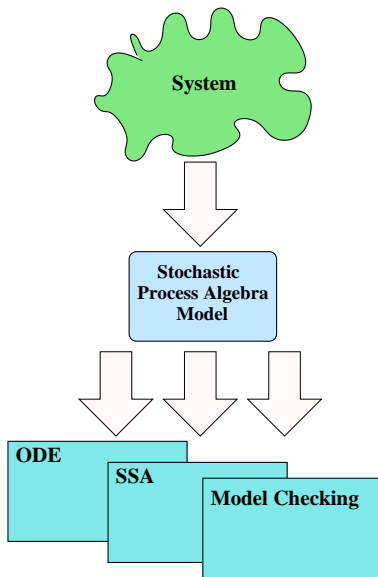 System
Stochastic
Process Algebra
Model
ODE
SSA
Model Checking